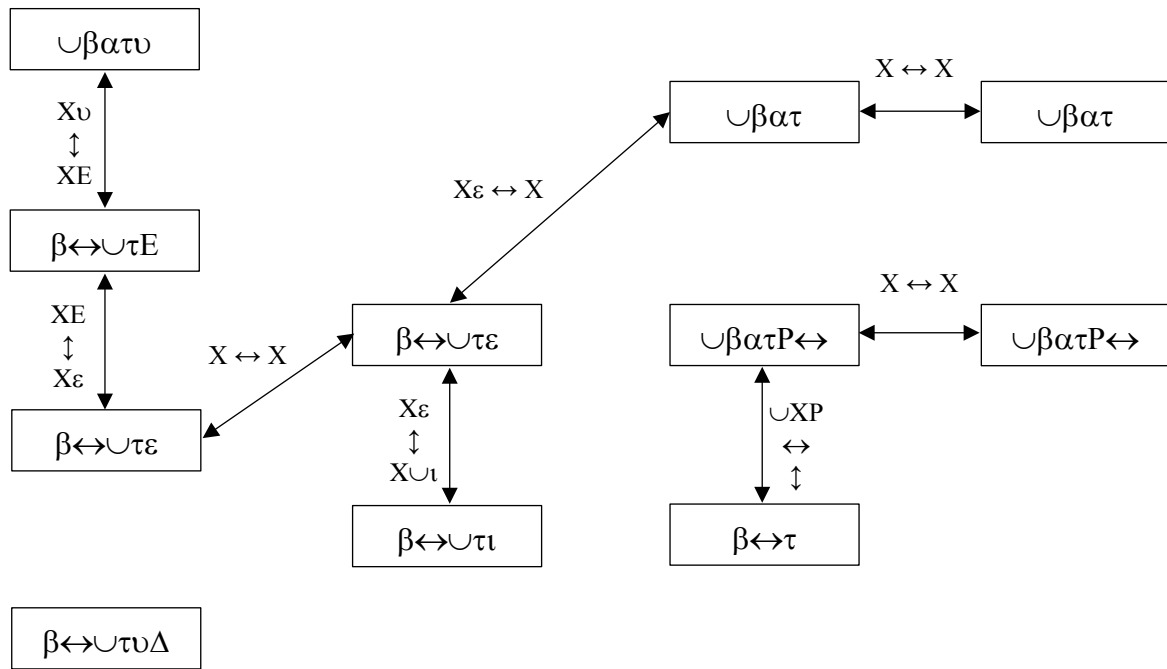 ∪βατυ
X ↔ X
Xυ
↕
XE
∪βατ
∪βατ
Xε ↔ X
β↔∪τE
X ↔ X
XE
↕
Xε
X ↔ X
β↔∪τε
∪βατP↔
∪βατP↔
Xε
↕
X∪ι
∪XP
↔
↕
β↔∪τε
β↔∪τι
β↔τ
β↔∪τυΔ